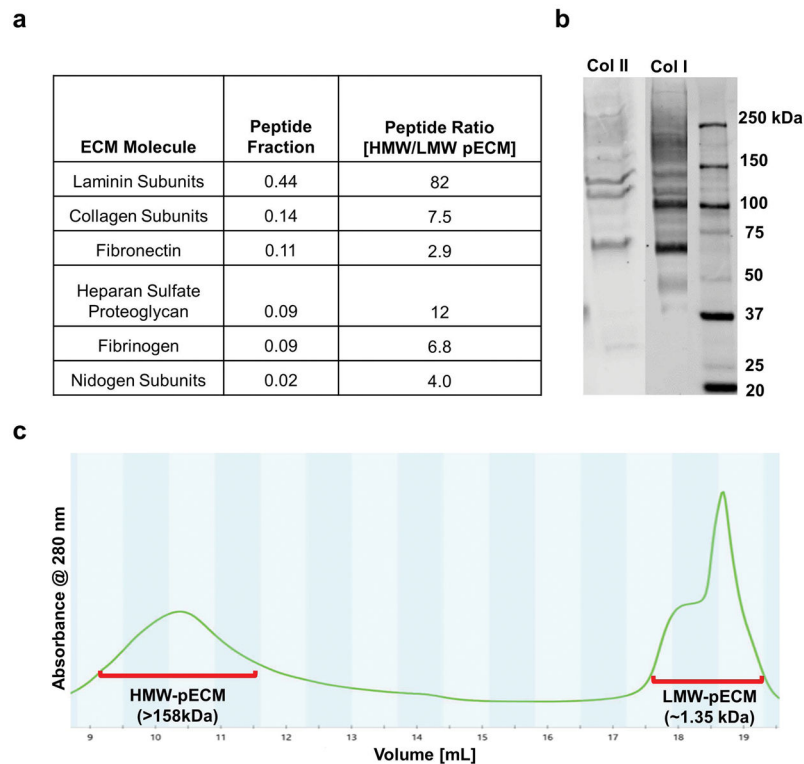 a
ECM Molecule Peptide Fraction Peptide Ratio [HMW/LMW pECM]
Laminin Subunits 0.44 82
Collagen Subunits 0.14 7.5
Fibronectin 0.11 2.9
Heparan Sulfate Proteoglycan 0.09 12
Fibrinogen 0.09 6.8
Nidogen Subunits 0.02 4.0
b
Col II Col I
250 kDa
150
100
75
50
37
25
20
c
Absorbance @ 280 nm
HMW-pECM
(>158kDa)
LMW-pECM
(~1.35 kDa)
9 10 11 12 13 14 15 16 17 18 19
Volume [mL]